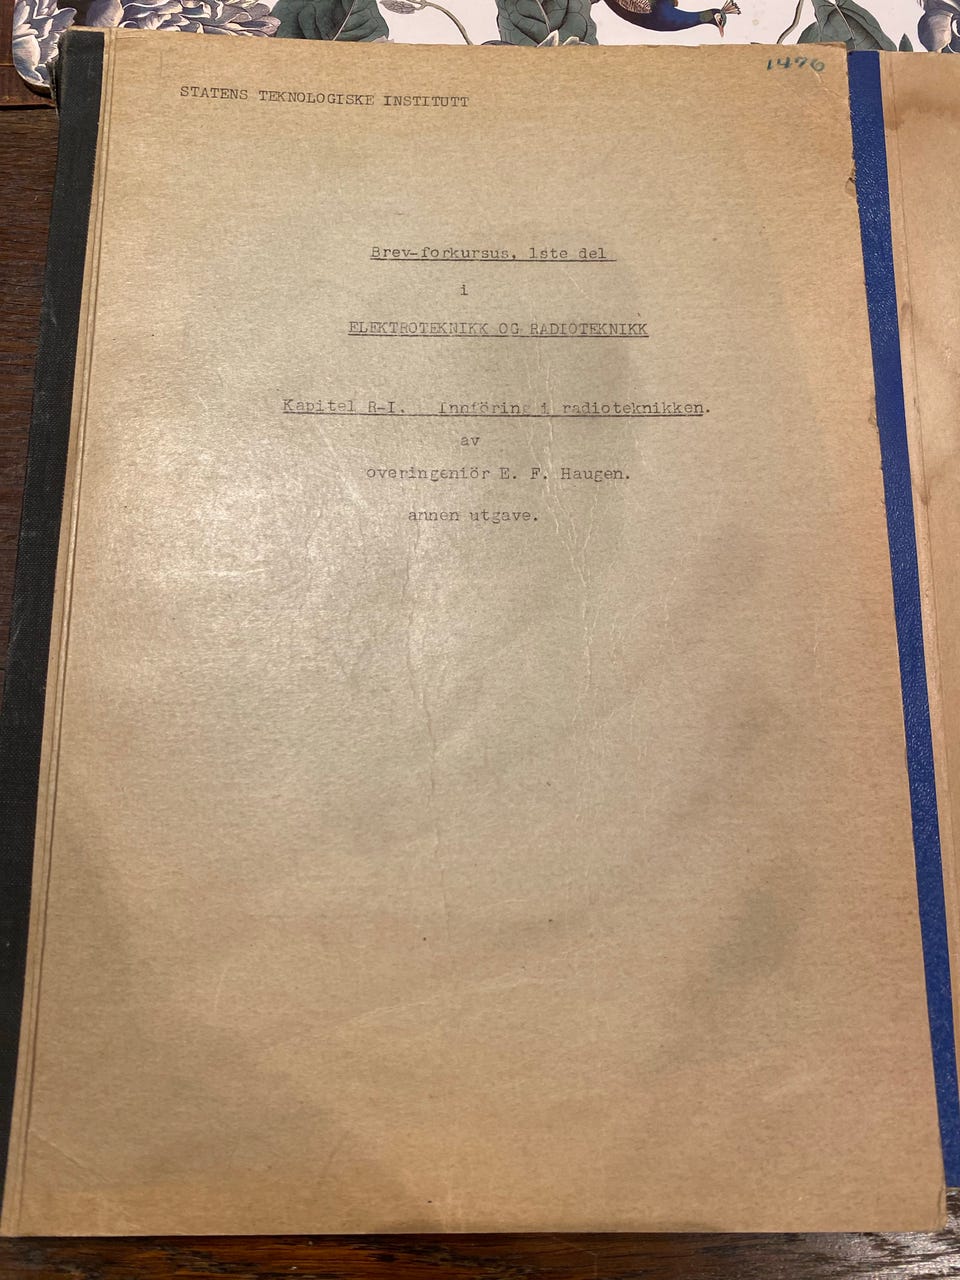 1476
STATENS TEKNOLOGISKE INSTITUTT
Brev-forkursus, 1ste del
i
ELEKTROTEKNIKK OG RADIOTEKNIKK
Kapitel R-I. Innföring i radioteknikken.
av
overingeniör E. F. Haugen.
annen utgave.